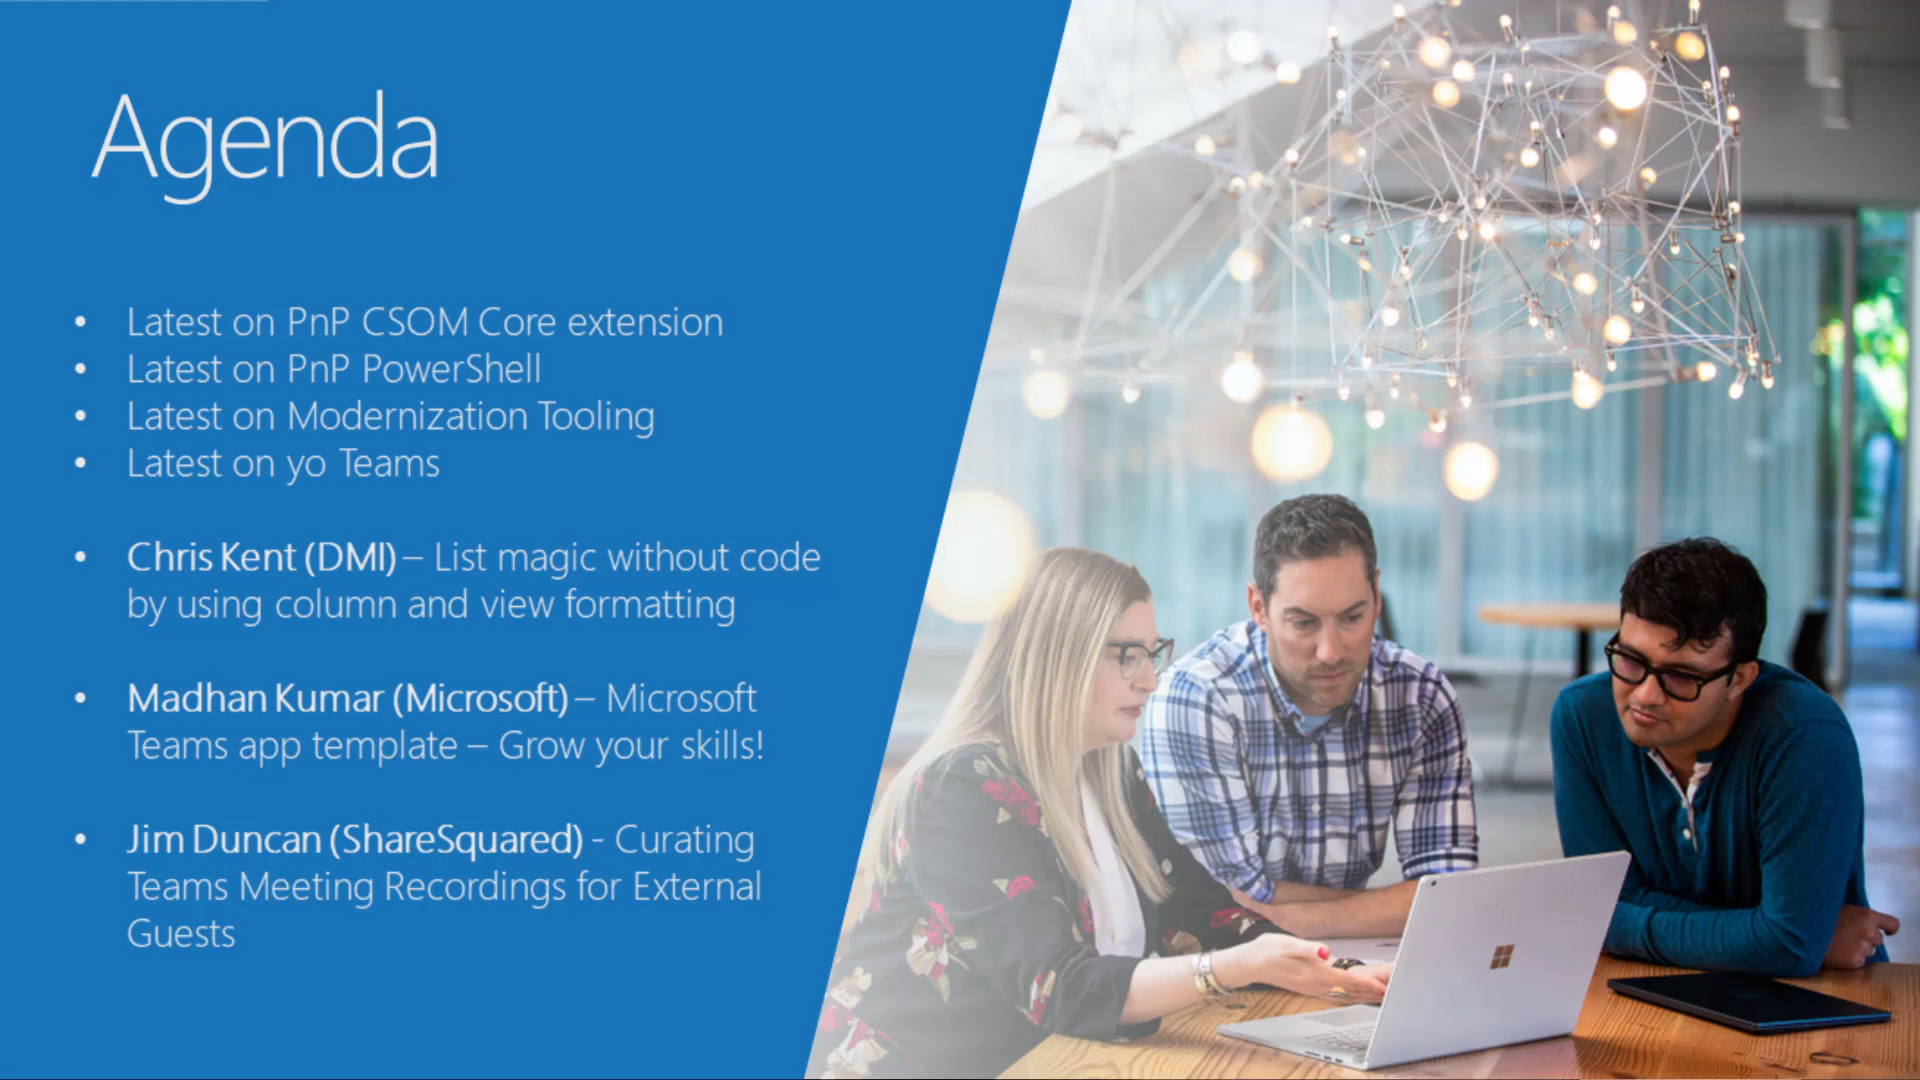 Agenda
• Latest on PnP CSOM Core extension
• Latest on PnP PowerShell
• Latest on Modernization Tooling
• Latest on yo Teams
• Chris Kent (DMI) – List magic without code
by using column and view formatting
• Madhan Kumar (Microsoft) – Microsoft
Teams app template – Grow your skills!
• Jim Duncan (ShareSquared) - Curating
Teams Meeting Recordings for External
Guests